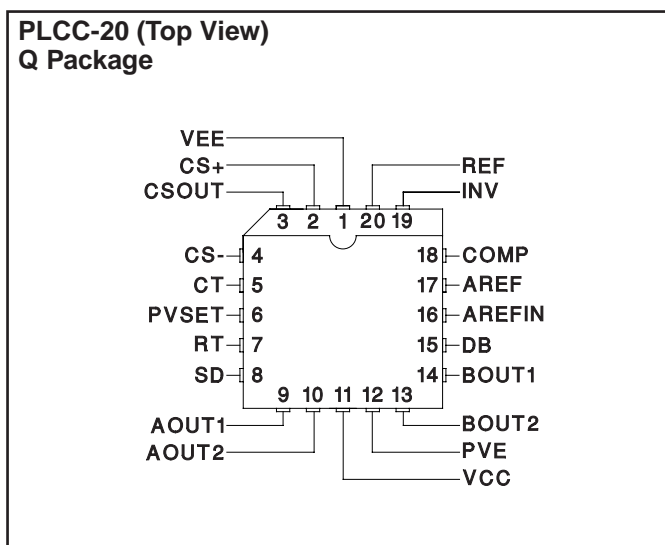 PLCC-20 (Top View)
Q Package
VEE
CS+
CSOUT
REF
INV
3 2 1 20 19
CS- 4 18 COMP
CT 5 17 AREF
PVSET 6 16 AREFIN
RT 7 15 DB
SD 8 14 BOUT1
9 10 11 12 13
AOUT1 BOUT2
AOUT2 PVE
VCC